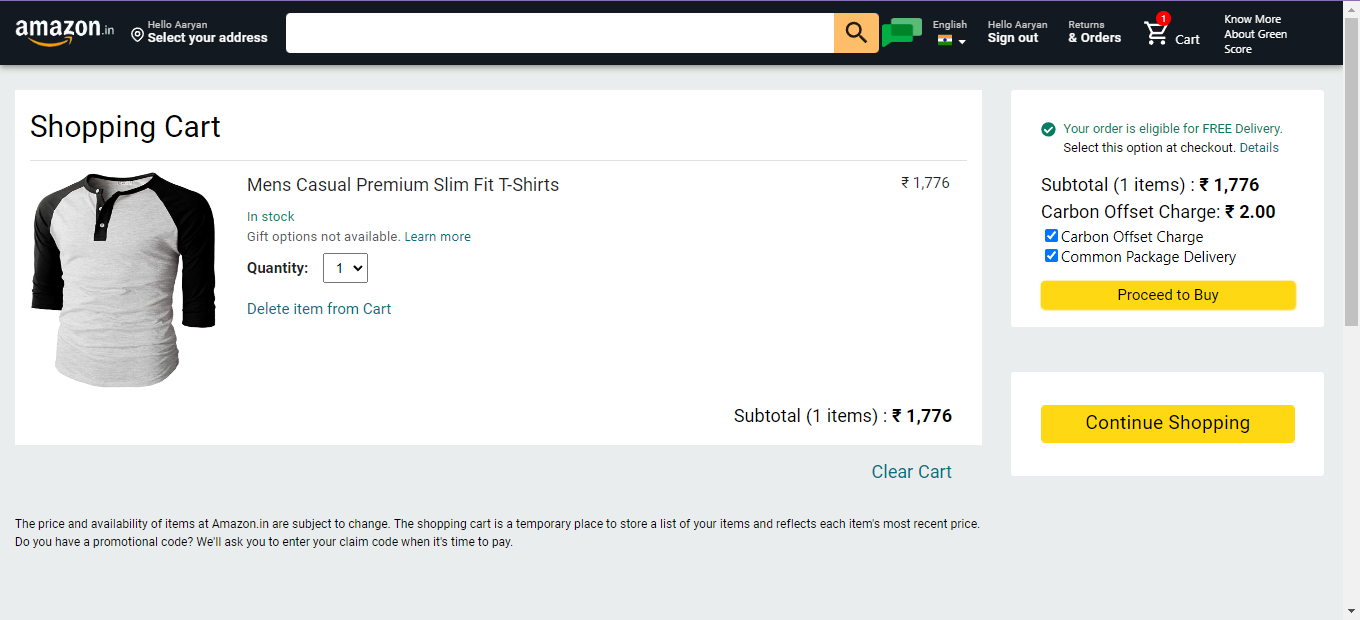 amazon.in
Hello Aaryan
Select your address
English
Hello Aaryan
Sign out
Returns
& Orders
1
Cart
Know More
About Green
Score
Shopping Cart
Mens Casual Premium Slim Fit T-Shirts
₹ 1,776
In stock
Gift options not available. Learn more
Quantity: 1
Delete item from Cart
Subtotal (1 items) : ₹ 1,776
Clear Cart
The price and availability of items at Amazon.in are subject to change. The shopping cart is a temporary place to store a list of your items and reflects each item's most recent price.
Do you have a promotional code? We'll ask you to enter your claim code when it's time to pay.
Your order is eligible for FREE Delivery.
Select this option at checkout. Details
Subtotal (1 items) : ₹ 1,776
Carbon Offset Charge: ₹ 2.00
Carbon Offset Charge
Common Package Delivery
Proceed to Buy
Continue Shopping